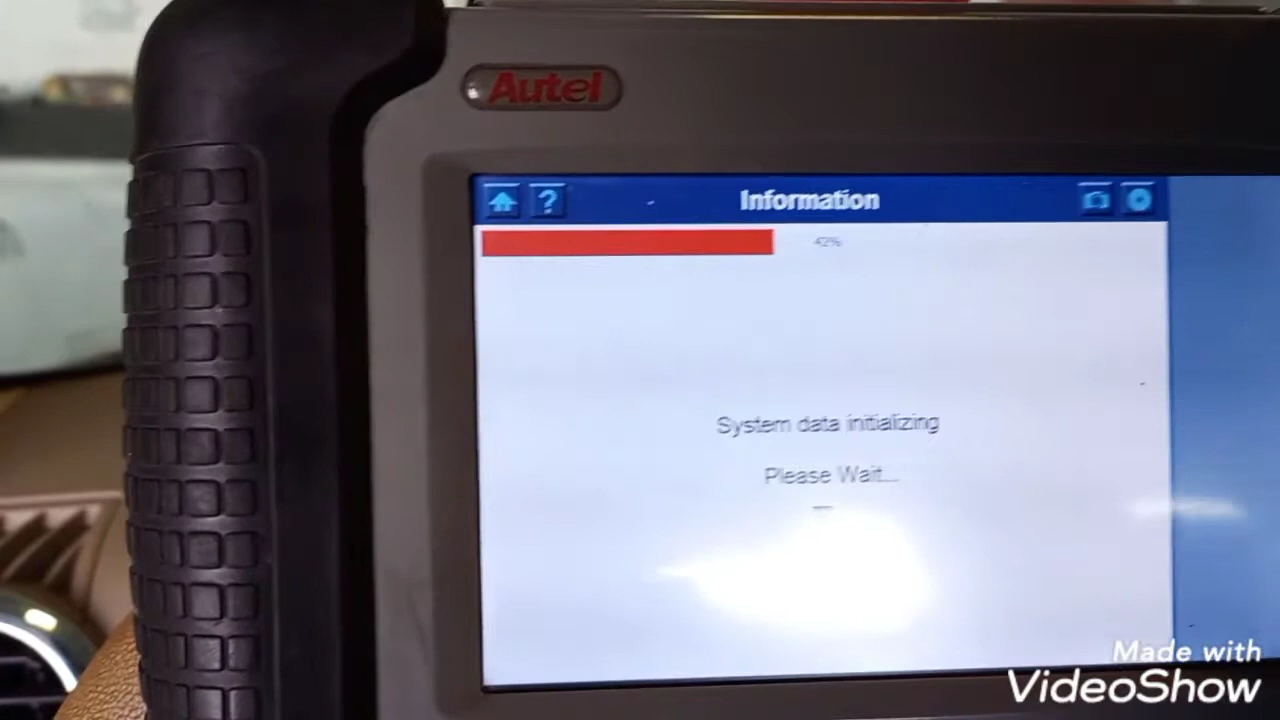 Autel
?
Information
42%
System data initializing
Please Wait...
Made with
VideoShow